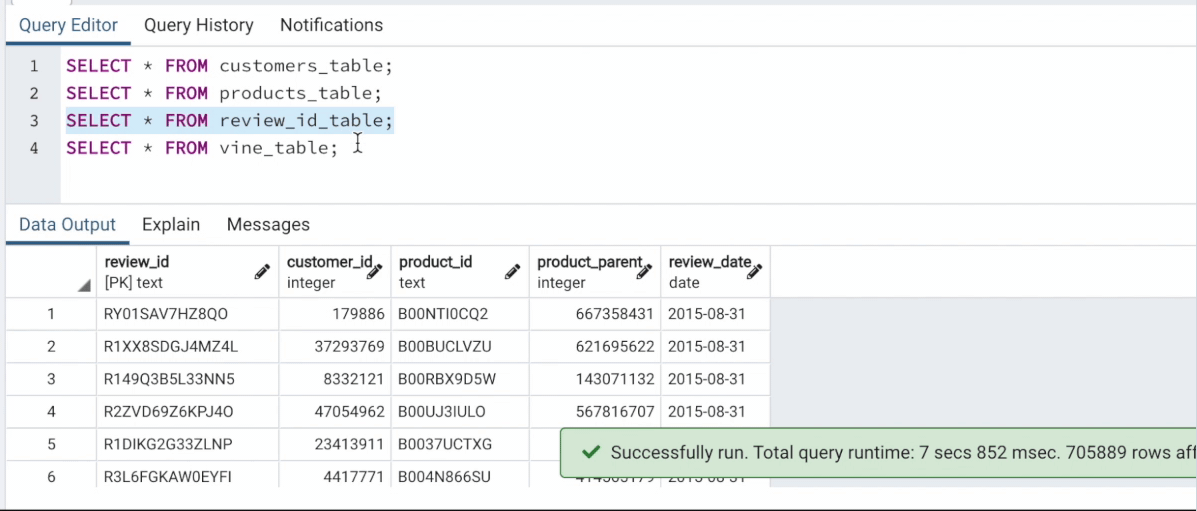 Query Editor Query History Notifications
1 SELECT * FROM customers_table;
2 SELECT * FROM products_table;
3 SELECT * FROM review_id_table;
4 SELECT * FROM vine_table;
Data Output Explain Messages
review_id customer_id product_id product_parent review_date
[PK] text integer text integer date
1 RY01SAV7HZ8QO 179886 B00NTI0CQ2 667358431 2015-08-31
2 R1XX8SDGJ4MZ4L 37293769 B00BUCLVZU 621695622 2015-08-31
3 R149Q3B5L33NN5 8332121 B00RBX9D5W 143071132 2015-08-31
4 R2ZVD69Z6KPJ4O 47054962 B00UJ3IULO 567816707 2015-08-31
5 R1DIKG2G33ZLNP 23413911 B0037UCTXG
Successfully run. Total query runtime: 7 secs 852 msec. 705889 rows aff
6 R3L6FGKAW0EYFI 4417771 B004N866SU